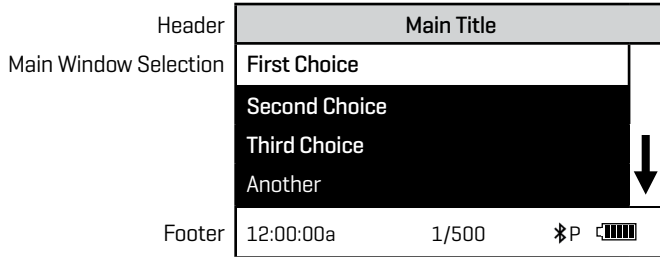 Header Main Title
Main Window Selection First Choice
Second Choice
Third Choice
Another
Footer 12:00:00a 1/500 P